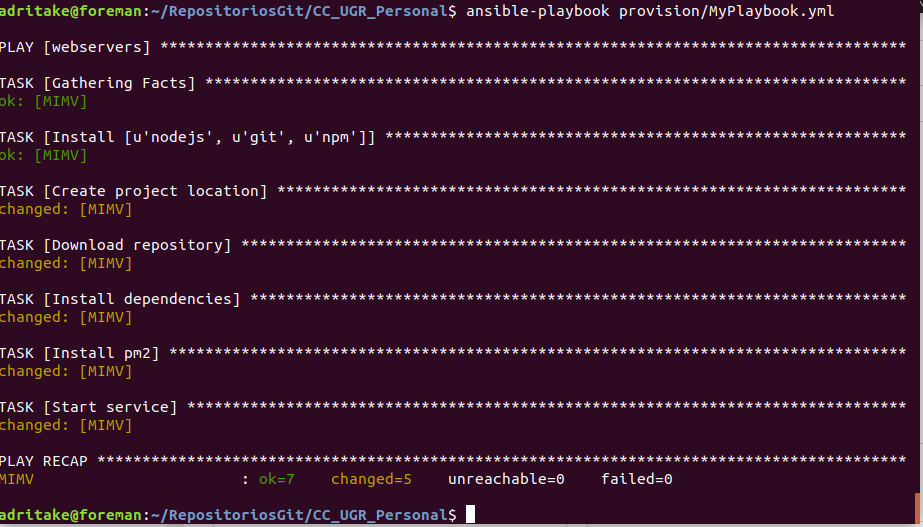 adritake@foreman:~/RepositoriosGit/CC_UGR_Personal$ ansible-playbook provision/MyPlaybook.yml
PLAY [webservers] ***********************************************************************************
TASK [Gathering Facts] ******************************************************************************
ok: [MIMV]
TASK [Install [u'nodejs', u'git', u'npm']] **********************************************************
ok: [MIMV]
TASK [Create project location] **********************************************************************
changed: [MIMV]
TASK [Download repository] **************************************************************************
changed: [MIMV]
TASK [Install dependencies] *************************************************************************
changed: [MIMV]
TASK [Install pm2] **********************************************************************************
changed: [MIMV]
TASK [Start service] ********************************************************************************
changed: [MIMV]
PLAY RECAP ******************************************************************************************
MIMV                       : ok=7    changed=5    unreachable=0    failed=0
adritake@foreman:~/RepositoriosGit/CC_UGR_Personal$